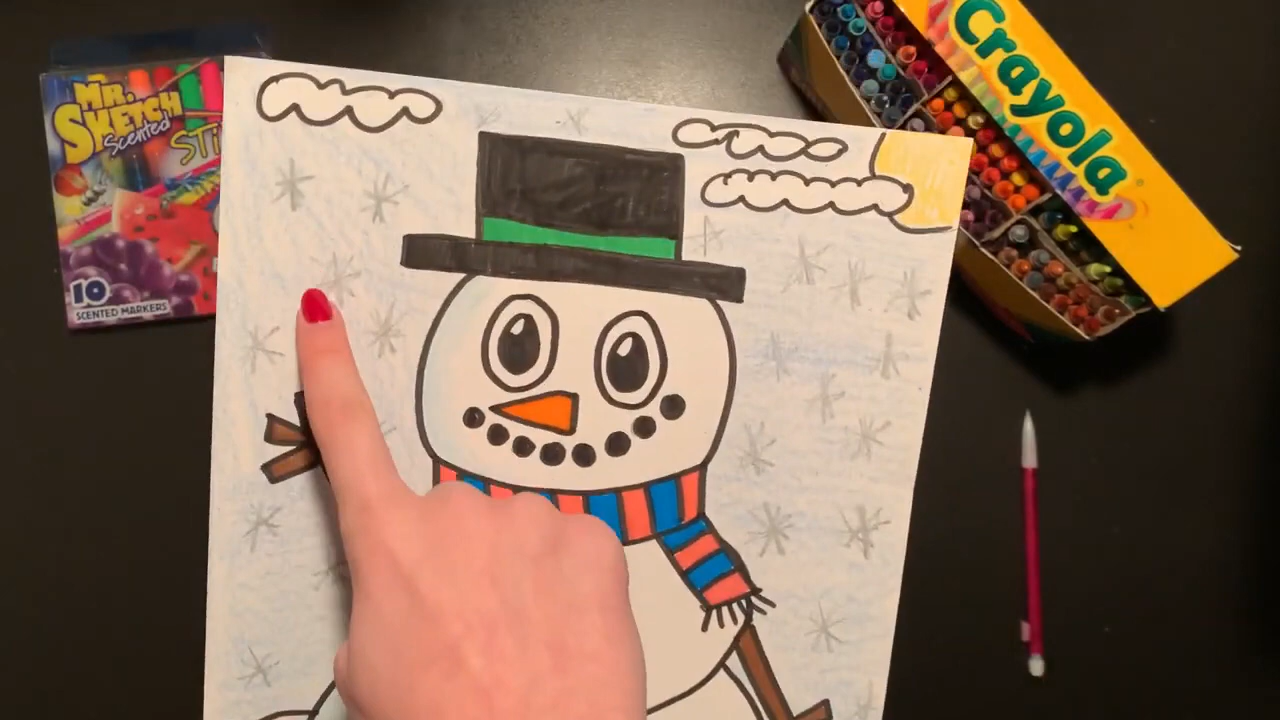 MR.
SKETCH
Scented
STi
10
SCENTED MARKERS
Crayola